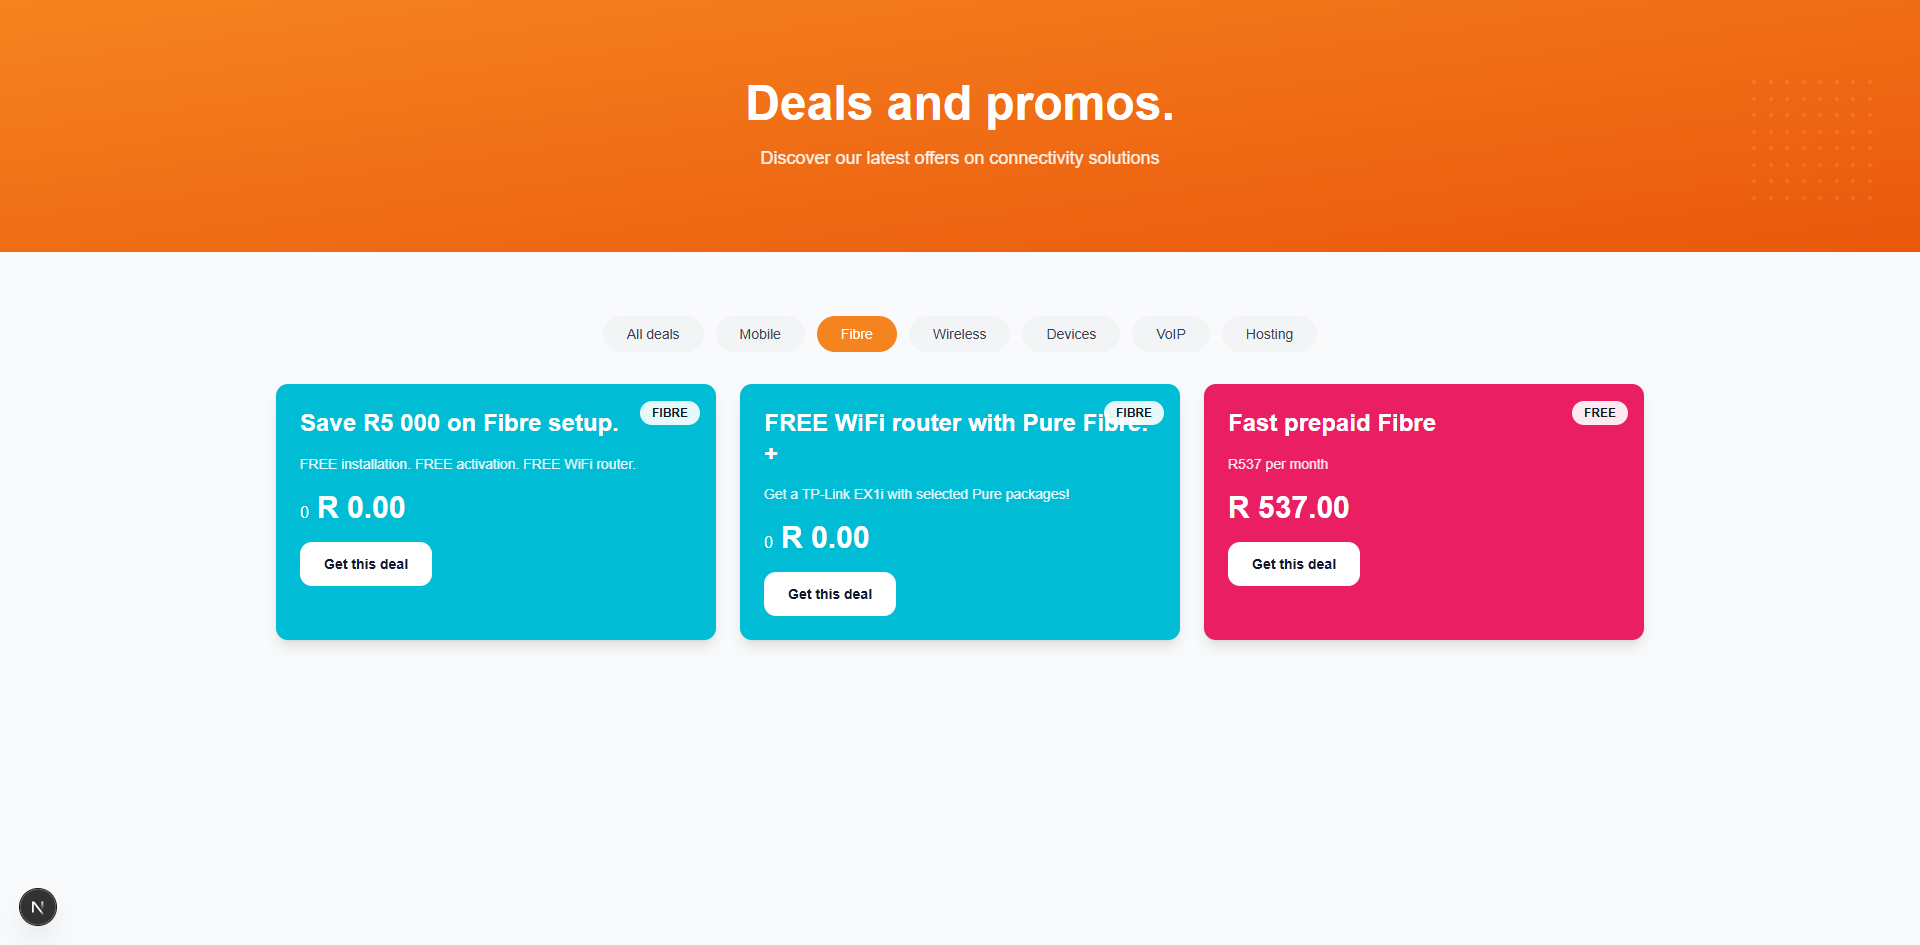 Deals and promos.
Discover our latest offers on connectivity solutions
All deals
Mobile
Fibre
Wireless
Devices
VoIP
Hosting
Save R5 000 on Fibre setup.
FIBRE
FREE installation. FREE activation. FREE WiFi router.
0 R 0.00
Get this deal
FREE WiFi router with Pure Fibre.
+
FIBRE
Get a TP-Link EX1i with selected Pure packages!
0 R 0.00
Get this deal
Fast prepaid Fibre
FREE
R537 per month
R 537.00
Get this deal
N